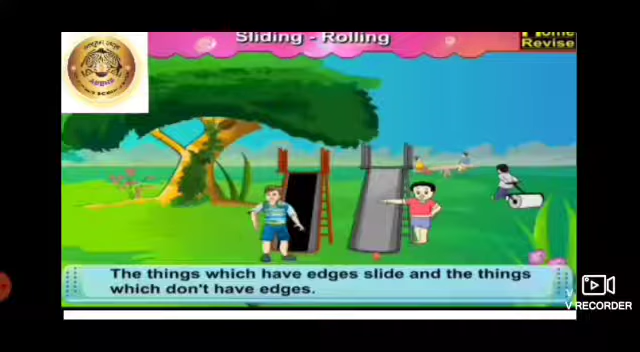 Sliding - Rolling
Home
Revise
The things which have edges slide and the things
which don't have edges.
V RECORDER